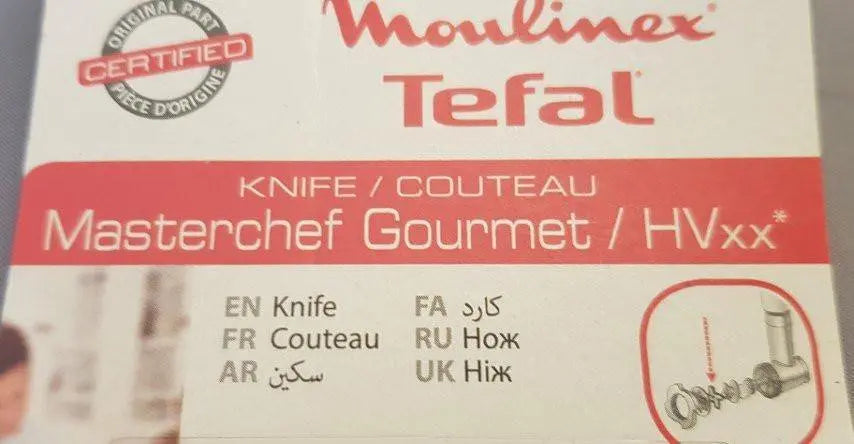 ORIGINAL PART
CERTIFIED
PIÈCE D'ORIGINE
Moulinex
Tefal
KNIFE / COUTEAU
Masterchef Gourmet / HVxx*
EN Knife
FR Couteau
AR سكين
FA کارد
RU Нож
UK Ніж